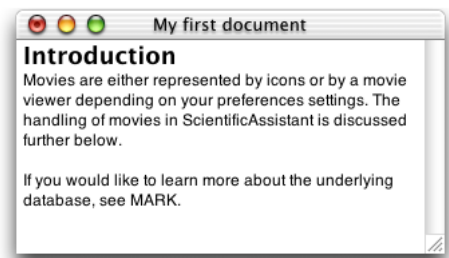 My first document
Introduction
Movies are either represented by icons or by a movie
viewer depending on your preferences settings. The
handling of movies in ScientificAssistant is discussed
further below.
If you would like to learn more about the underlying
database, see MARK.